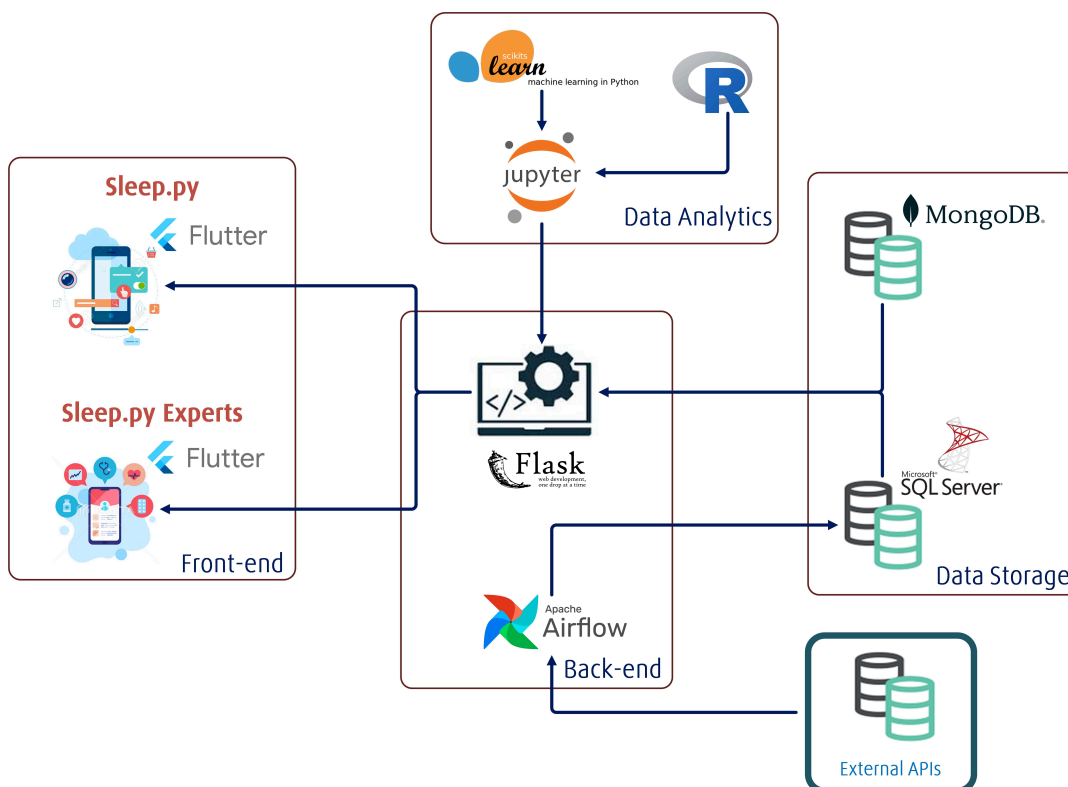 scikits
learn
machine learning in Python
R
jupyter
Data Analytics
Sleep.py
Flutter
Sleep.py Experts
Flutter
Front-end
</>
Flask
web development,
one drop at a time
Apache
Airflow
Back-end
MongoDB®
Microsoft®
SQL Server
Data Storage
External APIs